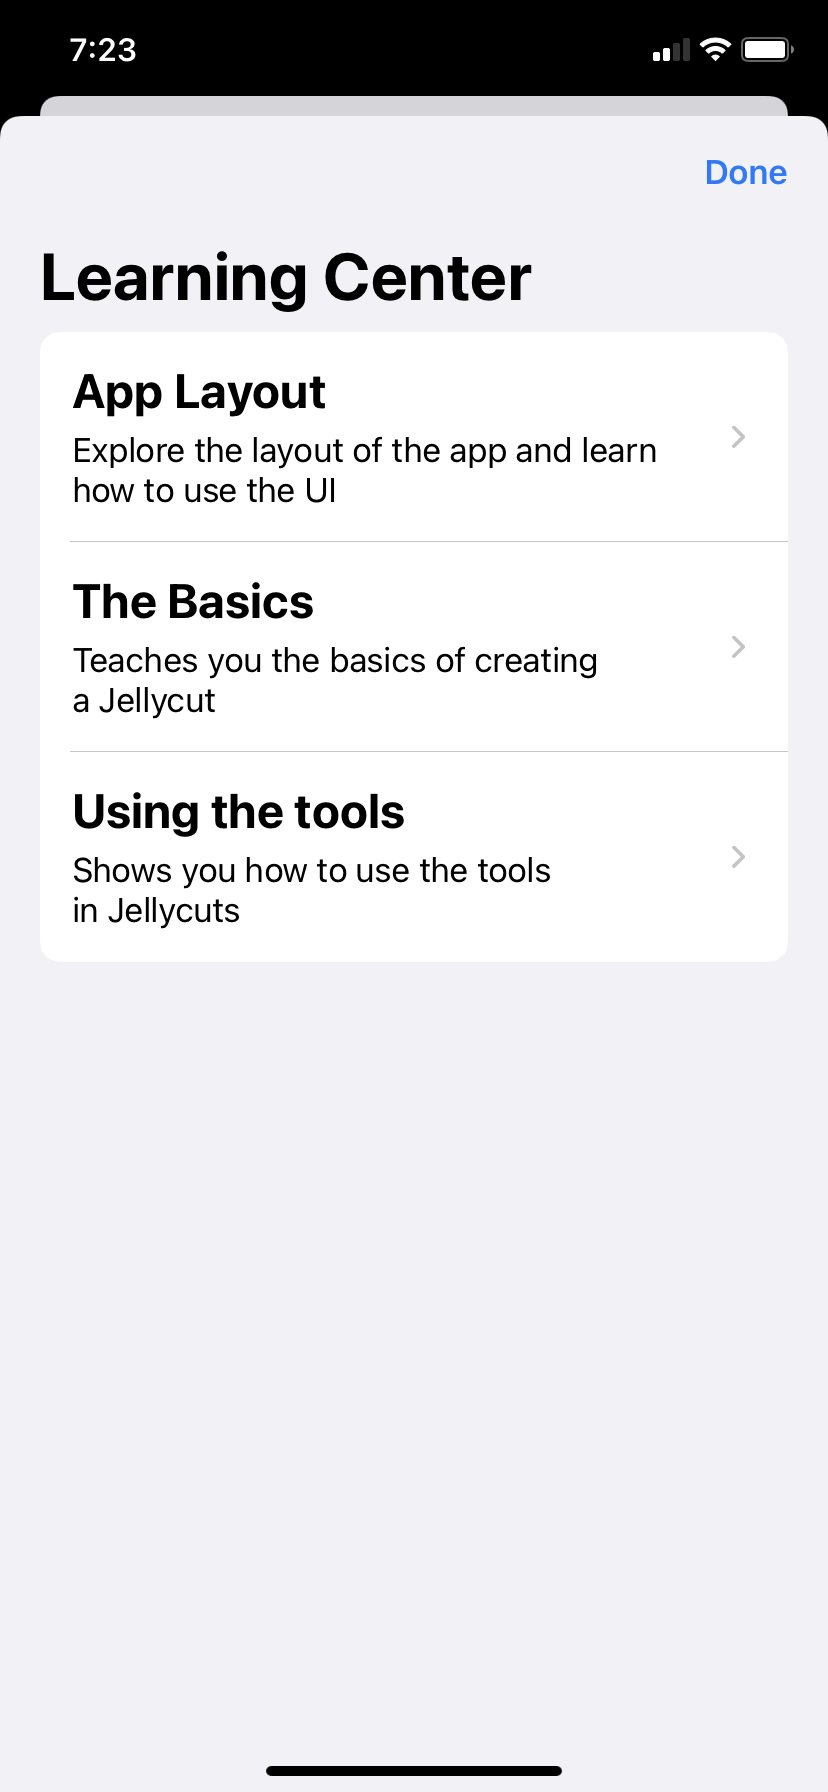 7:23
Done
Learning Center
App Layout
Explore the layout of the app and learn
how to use the UI
The Basics
Teaches you the basics of creating
a Jellycut
Using the tools
Shows you how to use the tools
in Jellycuts